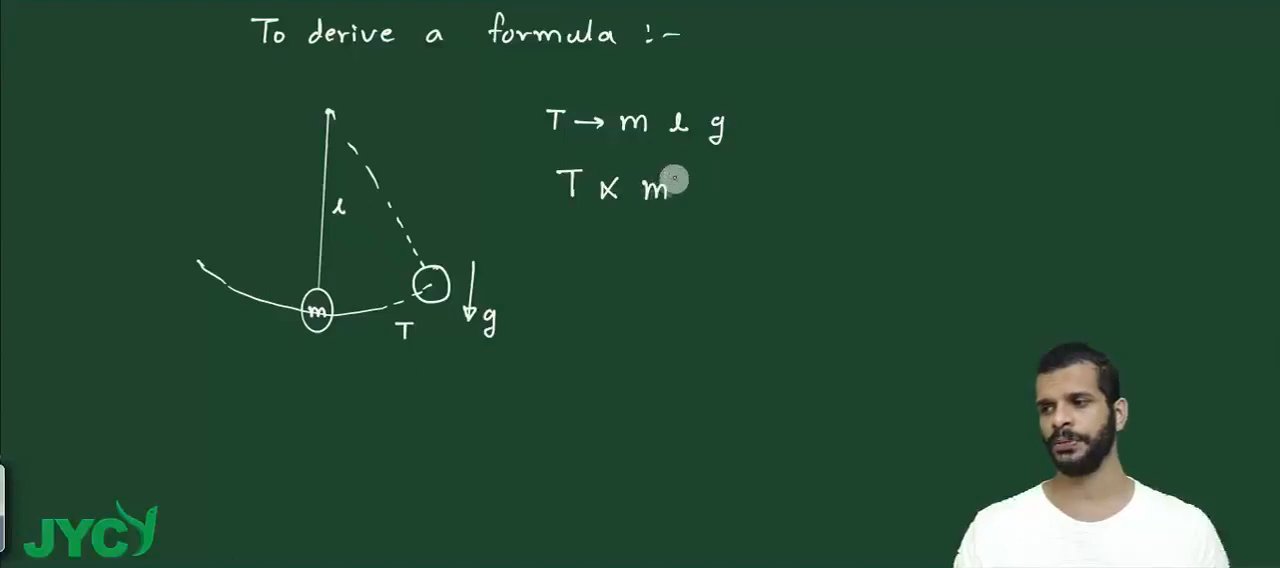 To derive a formula :-
T → m l g
T ∝ m
l
m
T
g
JYC